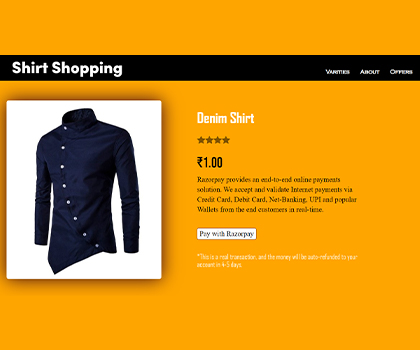 Shirt Shopping
Varities About Offers
Denim Shirt
₹1.00
Razorpay provides an end-to-end online payments
solution. We accept and validate Internet payments via
Credit Card, Debit Card, Net-Banking, UPI and popular
Wallets from the end customers in real-time.
Pay with Razorpay
*This is a real transaction, and the money will be auto-refunded to your
account in 4-5 days.